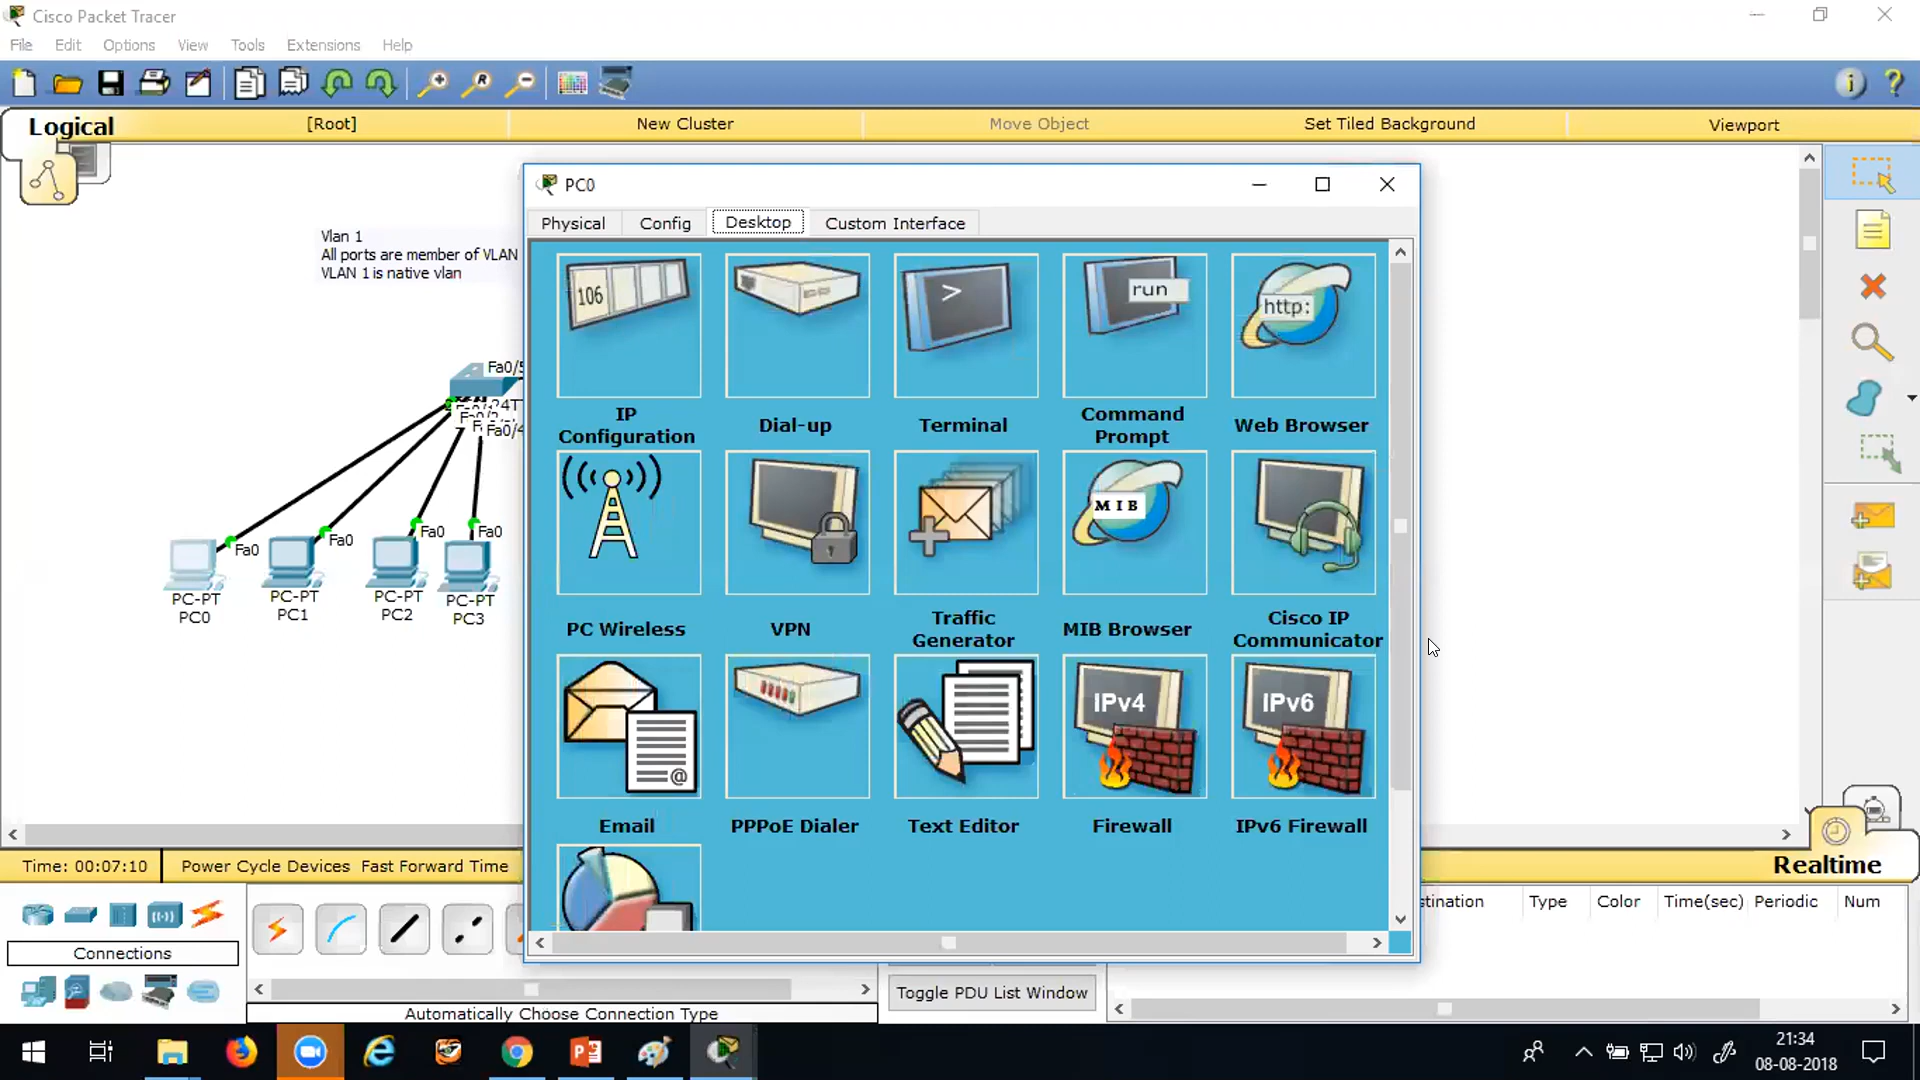 Cisco Packet Tracer
File Edit Options View Tools Extensions Help
R
i ?
Logical [Root] New Cluster Move Object Set Tiled Background Viewport
Vlan 1
All ports are member of VLAN
VLAN 1 is native vlan
Fa0/5
24T
Fa0/4
Fa0
Fa0
Fa0
Fa0
PC-PT
PC0
PC-PT
PC1
PC-PT
PC2
PC-PT
PC3
PC0
Physical Config Desktop Custom Interface
106
>
run
http:
IP
Configuration
Dial-up
Terminal
Command
Prompt
Web Browser
MIB
PC Wireless
VPN
Traffic
Generator
MIB Browser
Cisco IP
Communicator
@
IPv4
IPv6
Email
PPPoE Dialer
Text Editor
Firewall
IPv6 Firewall
Time: 00:07:10 Power Cycle Devices Fast Forward Time
Realtime
Connections
Automatically Choose Connection Type
Toggle PDU List Window
stination Type Color Time(sec) Periodic Num
21:34
08-08-2018